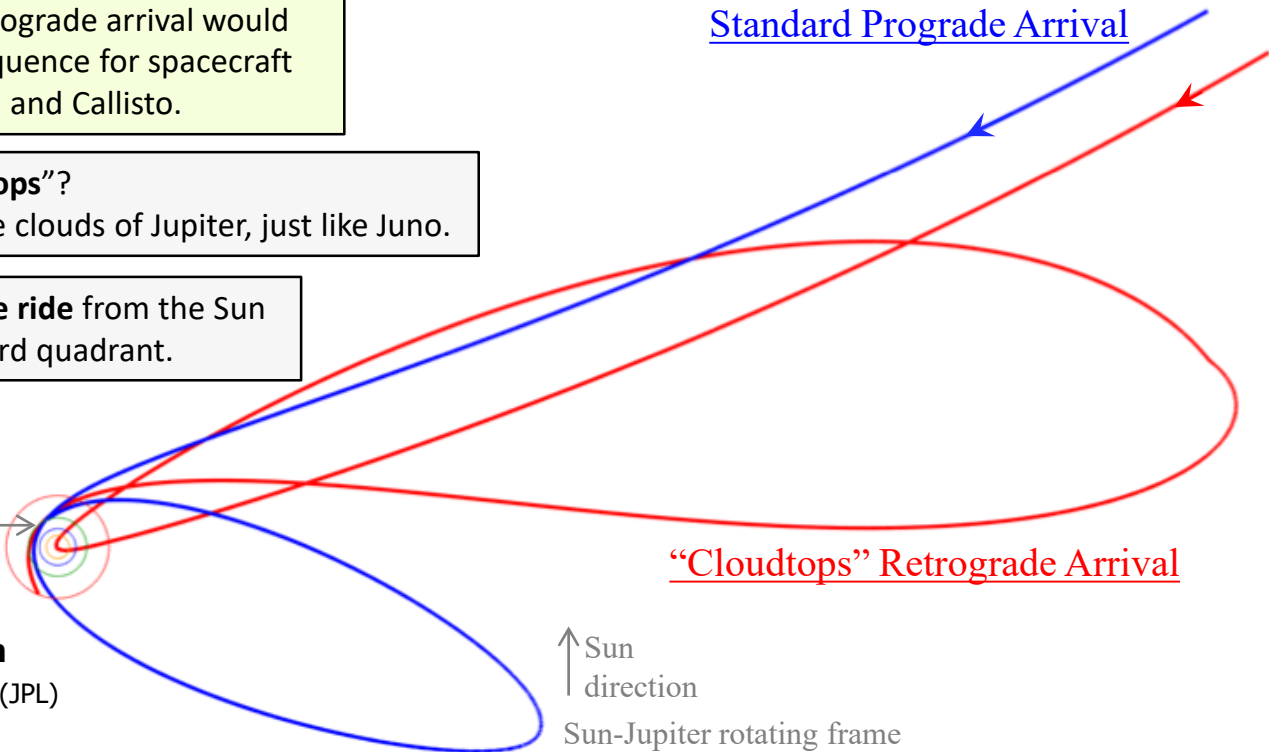 ograde arrival would
quence for spacecraft
and Callisto.
ops”?
e clouds of Jupiter, just like Juno.
e ride from the Sun
rd quadrant.
Standard Prograde Arrival
“Cloudtops” Retrograde Arrival
n
(JPL)
Sun
direction
Sun-Jupiter rotating frame